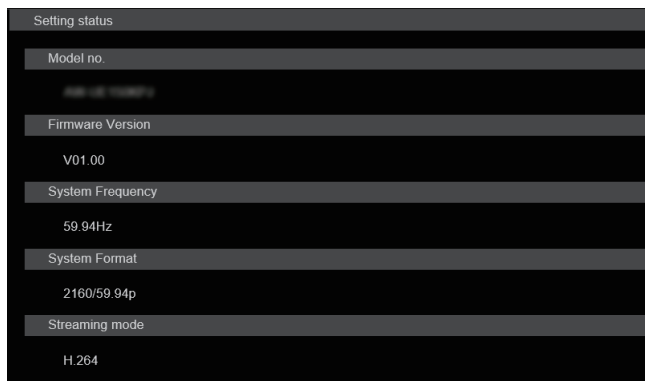 Setting status
Model no.
Firmware Version
V01.00
System Frequency
59.94Hz
System Format
2160/59.94p
Streaming mode
H.264